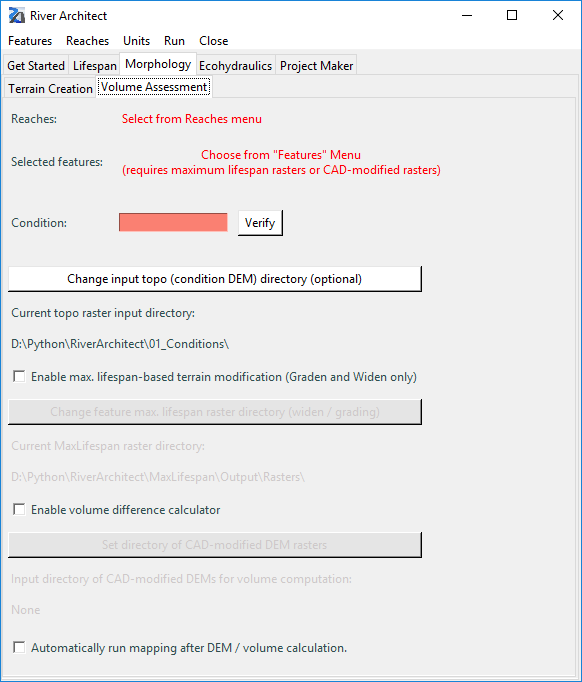 River Architect
Features Reaches Units Run Close
Get Started Lifespan Morphology Ecohydraulics Project Maker
Terrain Creation Volume Assessment
Reaches: Select from Reaches menu
Selected features: Choose from "Features" Menu
(requires maximum lifespan rasters or CAD-modified rasters)
Condition: Verify
Change input topo (condition DEM) directory (optional)
Current topo raster input directory:
D:\Python\RiverArchitect\01_Conditions\
Enable max. lifespan-based terrain modification (Graden and Widen only)
Change feature max. lifespan raster directory (widen / grading)
Current MaxLifespan raster directory:
D:\Python\RiverArchitect\MaxLifespan\Output\Rasters\
Enable volume difference calculator
Set directory of CAD-modified DEM rasters
Input directory of CAD-modified DEMs for volume computation:
None
Automatically run mapping after DEM / volume calculation.